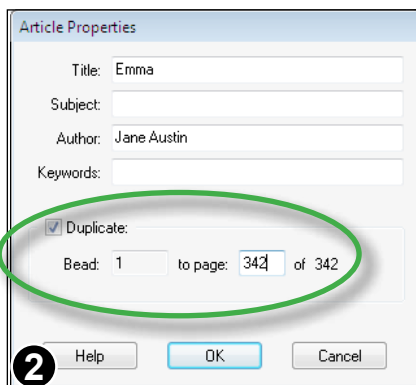 Article Properties
Title: Emma
Subject:
Author: Jane Austin
Keywords:
Duplicate:
Bead: 1 to page: 342 of 342
2 Help OK Cancel